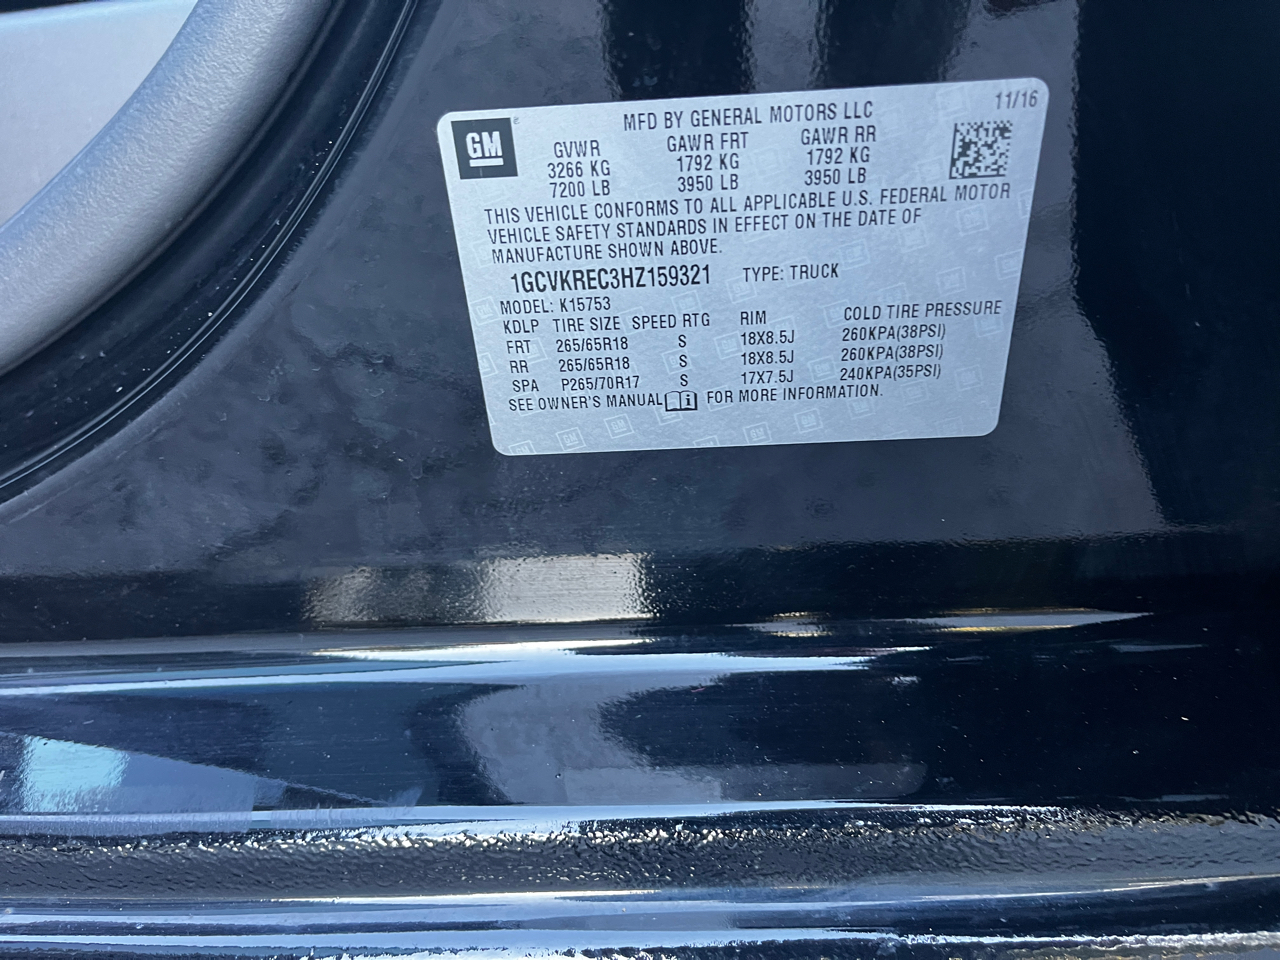 GM
MFD BY GENERAL MOTORS LLC
11/16
GVWR GAWR FRT GAWR RR
3266 KG 1792 KG 1792 KG
7200 LB 3950 LB 3950 LB
THIS VEHICLE CONFORMS TO ALL APPLICABLE U.S. FEDERAL MOTOR
VEHICLE SAFETY STANDARDS IN EFFECT ON THE DATE OF
MANUFACTURE SHOWN ABOVE.
1GCVKREC3HZ159321 TYPE: TRUCK
MODEL: K15753
KDLP TIRE SIZE SPEED RTG RIM COLD TIRE PRESSURE
FRT 265/65R18 S 18X8.5J 260KPA(38PSI)
RR 265/65R18 S 18X8.5J 260KPA(38PSI)
SPA P265/70R17 S 17X7.5J 240KPA(35PSI)
SEE OWNER'S MANUAL i FOR MORE INFORMATION.